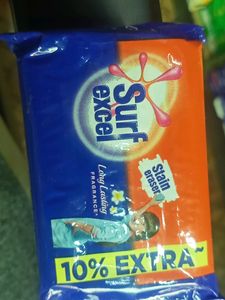 Surf
excel
Stain
eraser
Long Lasting
FRAGRANCE
10% EXTRA~